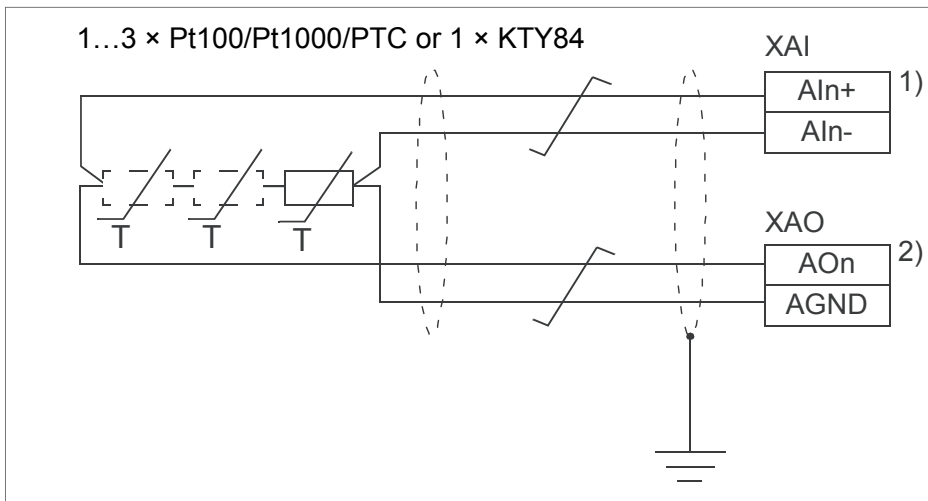 1…3 × Pt100/Pt1000/PTC or 1 × KTY84
XAI
AIn+
1)
AIn-
T
T
T
XAO
AOn
2)
AGND